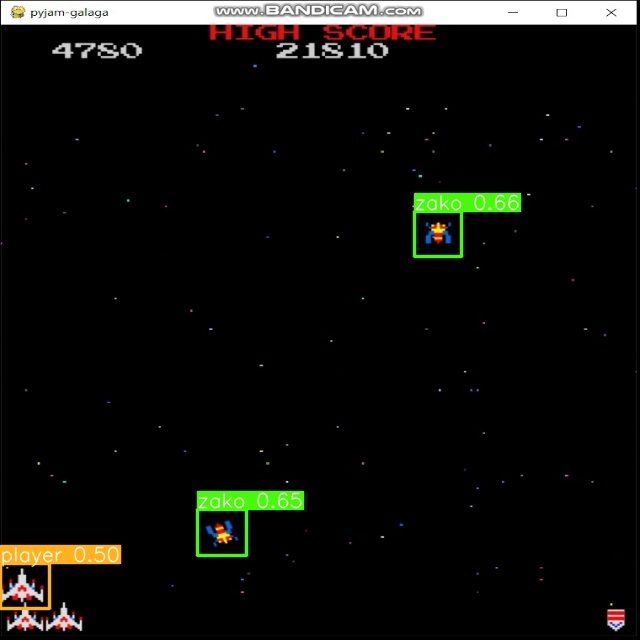 pyjam-galaga
www.BANDICAM.com
HIGH SCORE
4780 21810
zako 0.66
zako 0.65
player 0.50